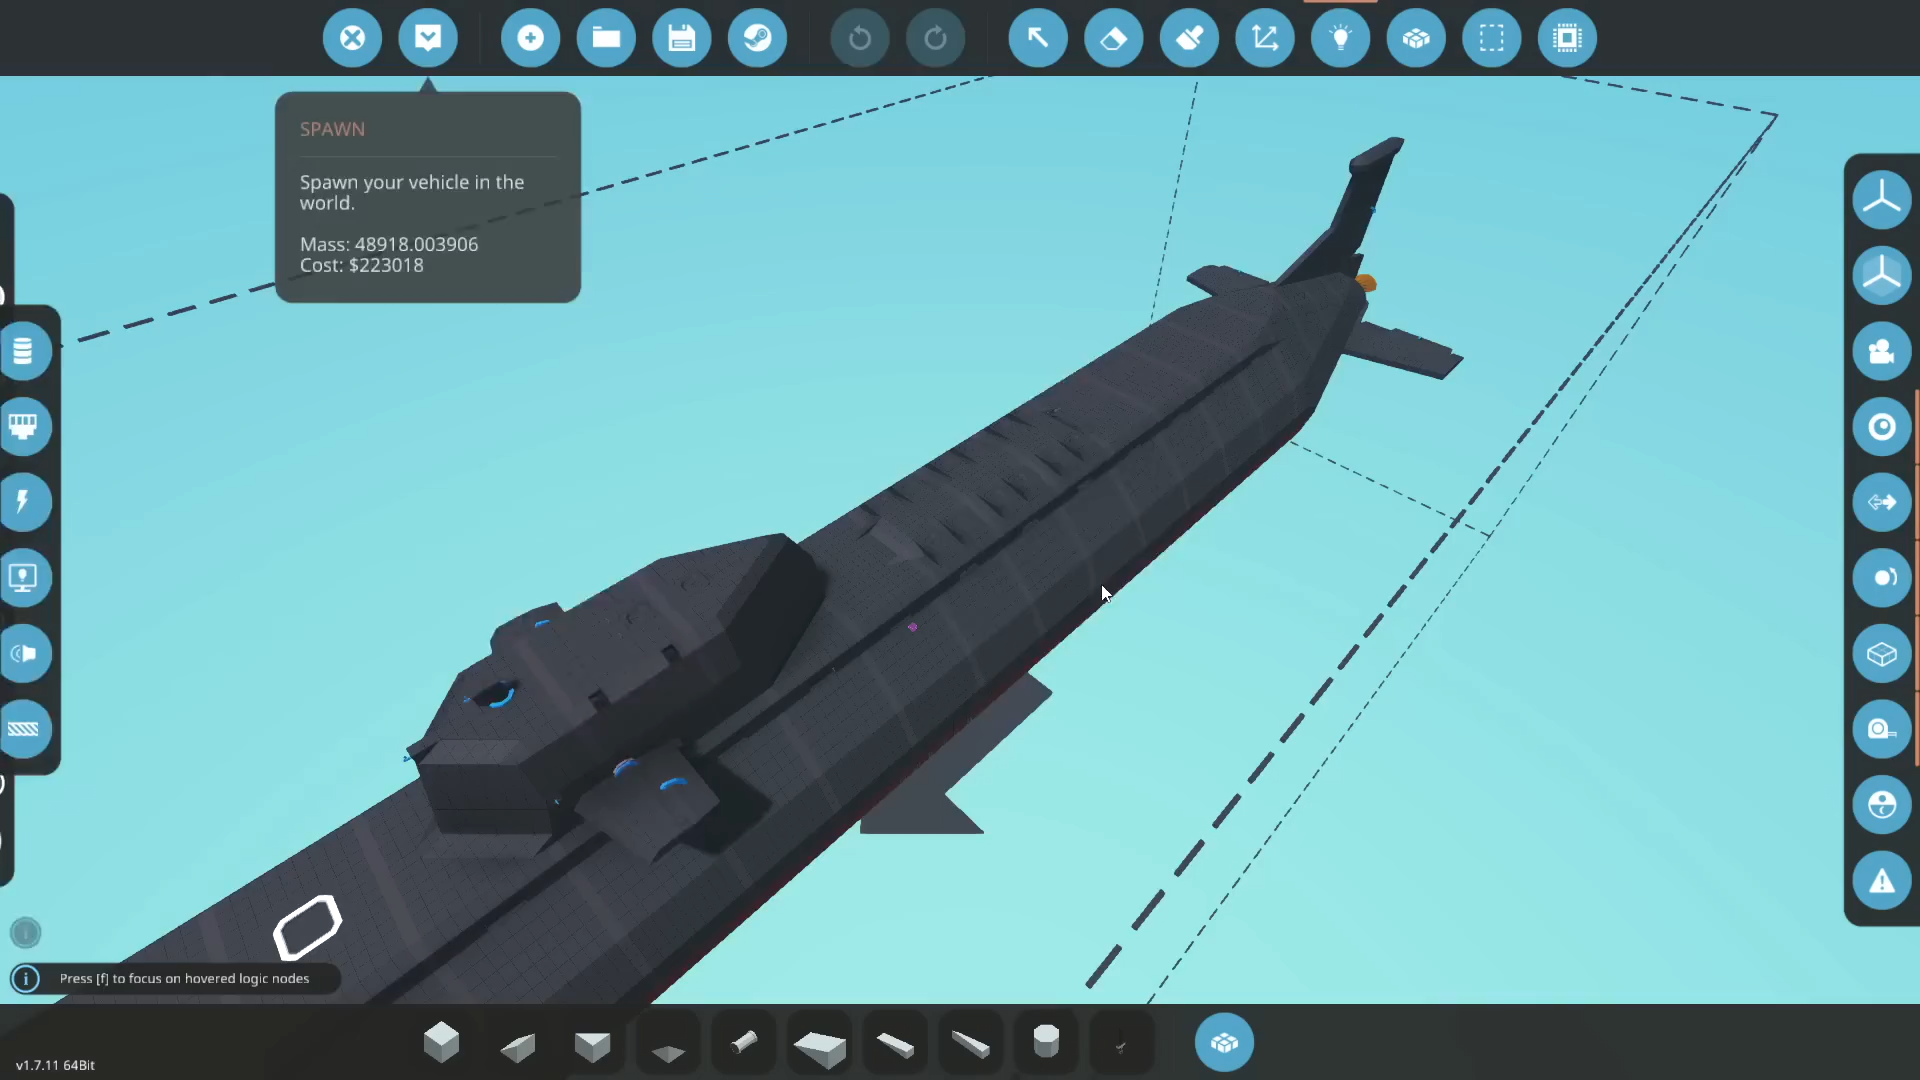 SPAWN
Spawn your vehicle in the
world.
Mass: 48918.003906
Cost: $223018
Press [f] to focus on hovered logic nodes
v1.7.11 64Bit